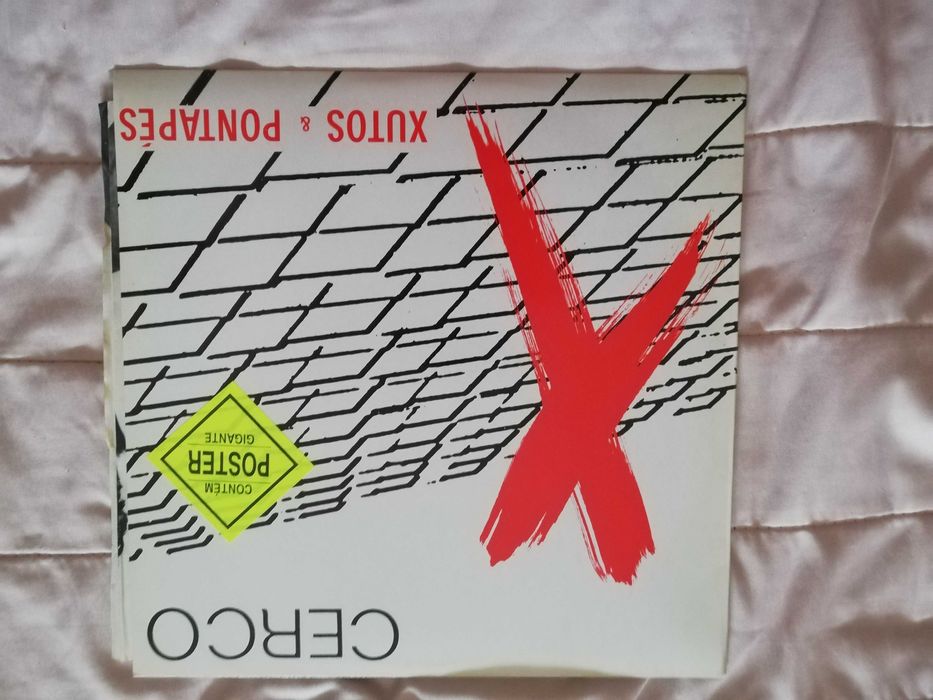 CERCO
CONTÉM
POSTER
GIGANTE
XUTOS & PONTAPÉS